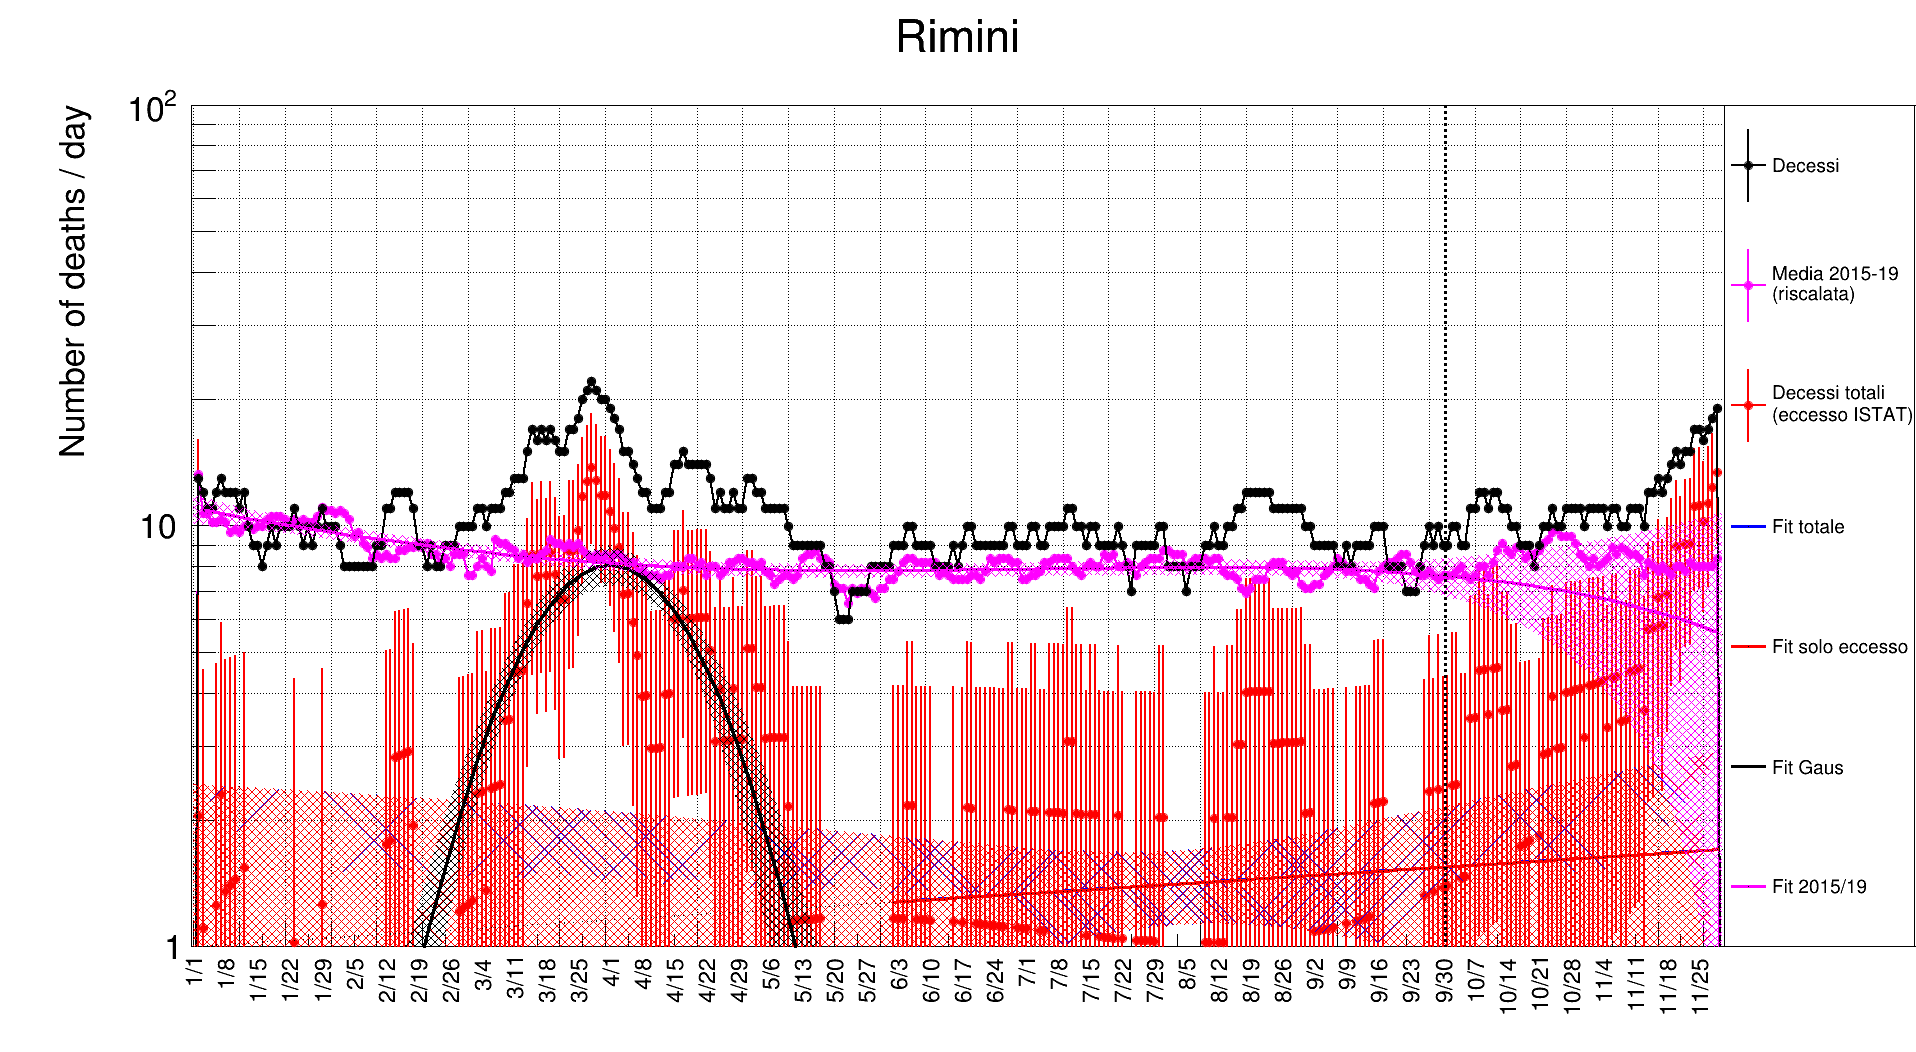 Rimini
Number of deaths / day
10²
10
1
1/1 1/8 1/15 1/22 1/29 2/5 2/12 2/19 2/26 3/4 3/11 3/18 3/25 4/1 4/8 4/15 4/22 4/29 5/6 5/13 5/20 5/27 6/3 6/10 6/17 6/24 7/1 7/8 7/15 7/22 7/29 8/5 8/12 8/19 8/26 9/2 9/9 9/16 9/23 9/30 10/7 10/14 10/21 10/28 11/4 11/11 11/18 11/25
Decessi
Media 2015-19
(riscalata)
Decessi totali
(eccesso ISTAT)
Fit totale
Fit solo eccesso
Fit Gaus
Fit 2015/19